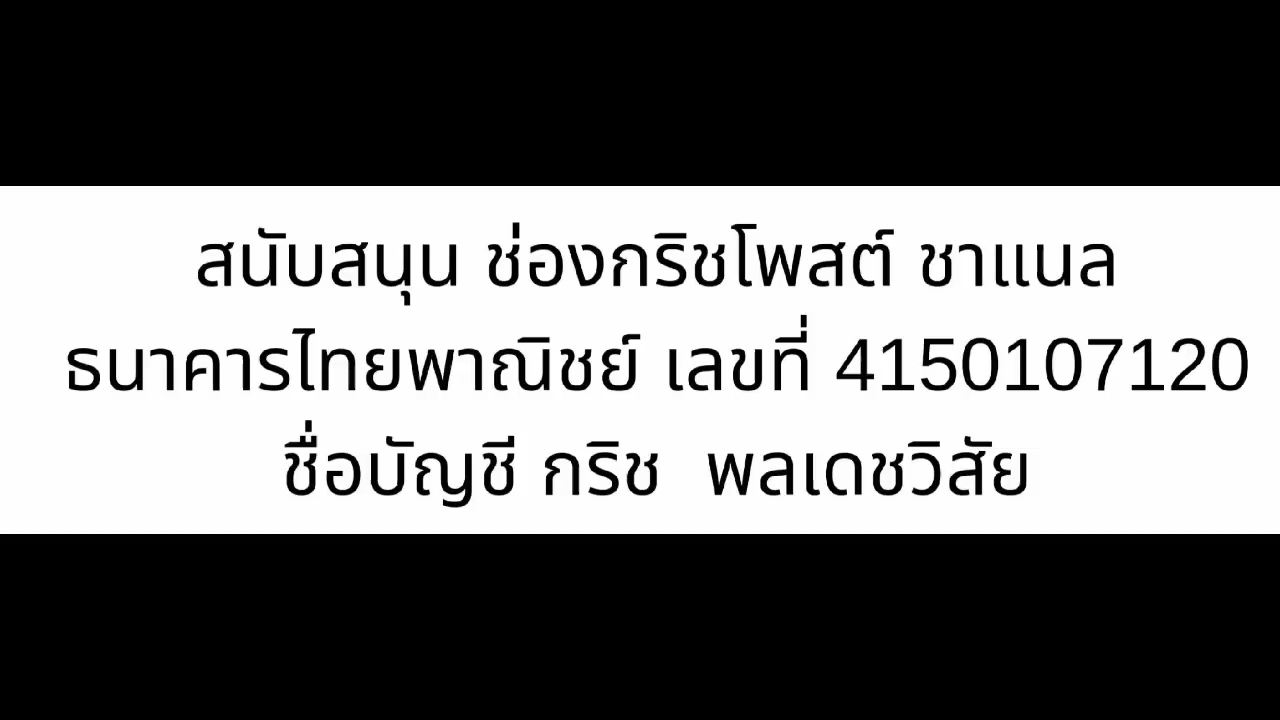 สนับสนุน ช่องกริชโพสต์ ชาแนล
ธนาคารไทยพาณิชย์ เลขที่ 4150107120
ชื่อบัญชี กริช  พลเดชวิสัย